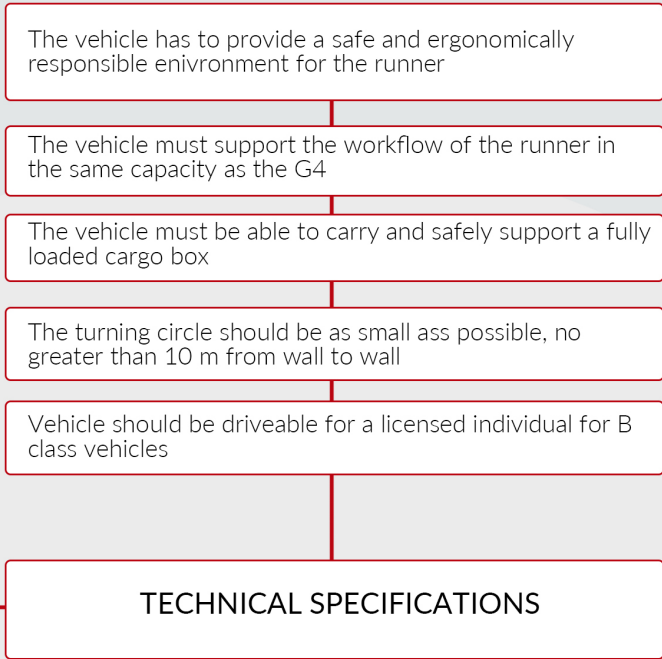 The vehicle has to provide a safe and ergonomically
responsible enivronment for the runner
The vehicle must support the workflow of the runner in
the same capacity as the G4
The vehicle must be able to carry and safely support a fully
loaded cargo box
The turning circle should be as small ass possible, no
greater than 10 m from wall to wall
Vehicle should be driveable for a licensed individual for B
class vehicles
TECHNICAL SPECIFICATIONS